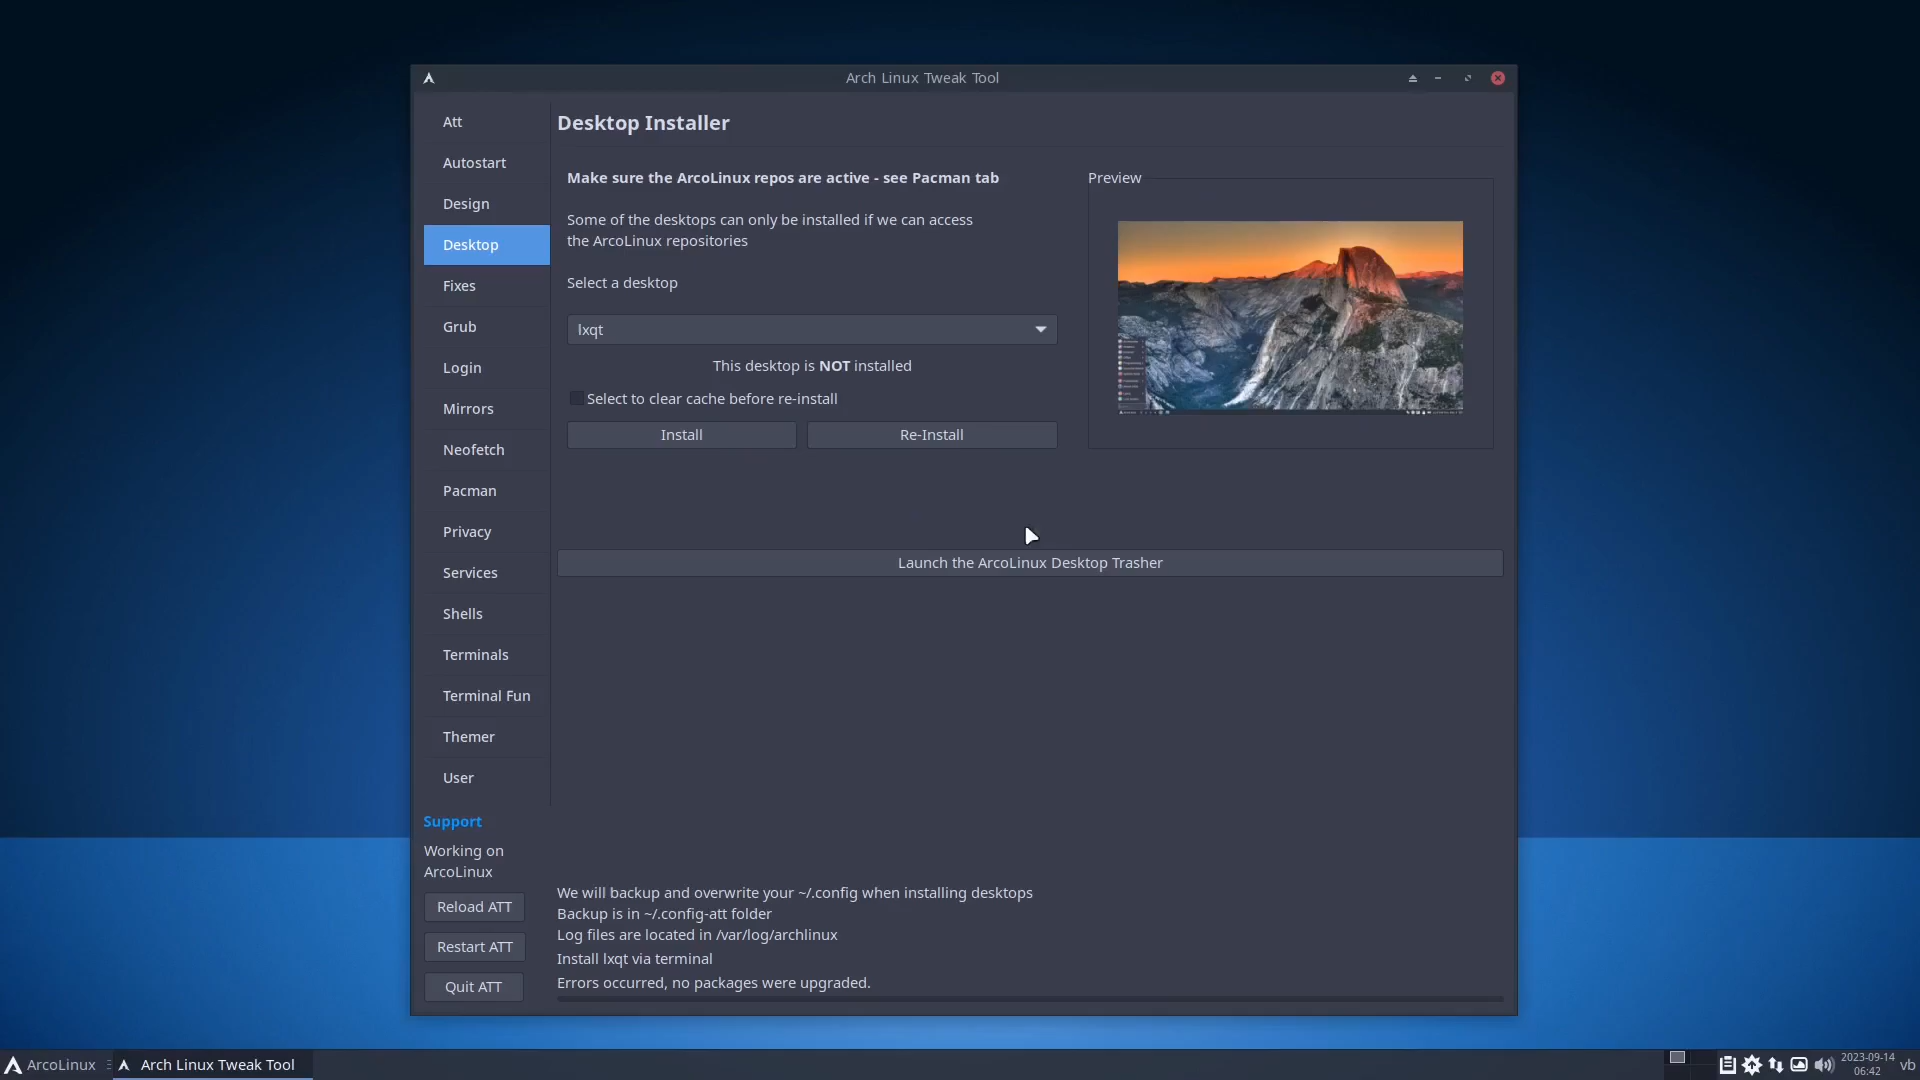 Arch Linux Tweak Tool
Att
Autostart
Design
Desktop
Fixes
Grub
Login
Mirrors
Neofetch
Pacman
Privacy
Services
Shells
Terminals
Terminal Fun
Themer
User
Support
Working on
ArcoLinux
Reload ATT
Restart ATT
Quit ATT
Desktop Installer
Make sure the ArcoLinux repos are active - see Pacman tab
Some of the desktops can only be installed if we can access
the ArcoLinux repositories
Select a desktop
lxqt
This desktop is NOT installed
Select to clear cache before re-install
Install
Re-Install
Preview
Launch the ArcoLinux Desktop Trasher
We will backup and overwrite your ~/.config when installing desktops
Backup is in ~/.config-att folder
Log files are located in /var/log/archlinux
Install lxqt via terminal
Errors occurred, no packages were upgraded.
ArcoLinux
Arch Linux Tweak Tool
2023-09-14
06:42
vb